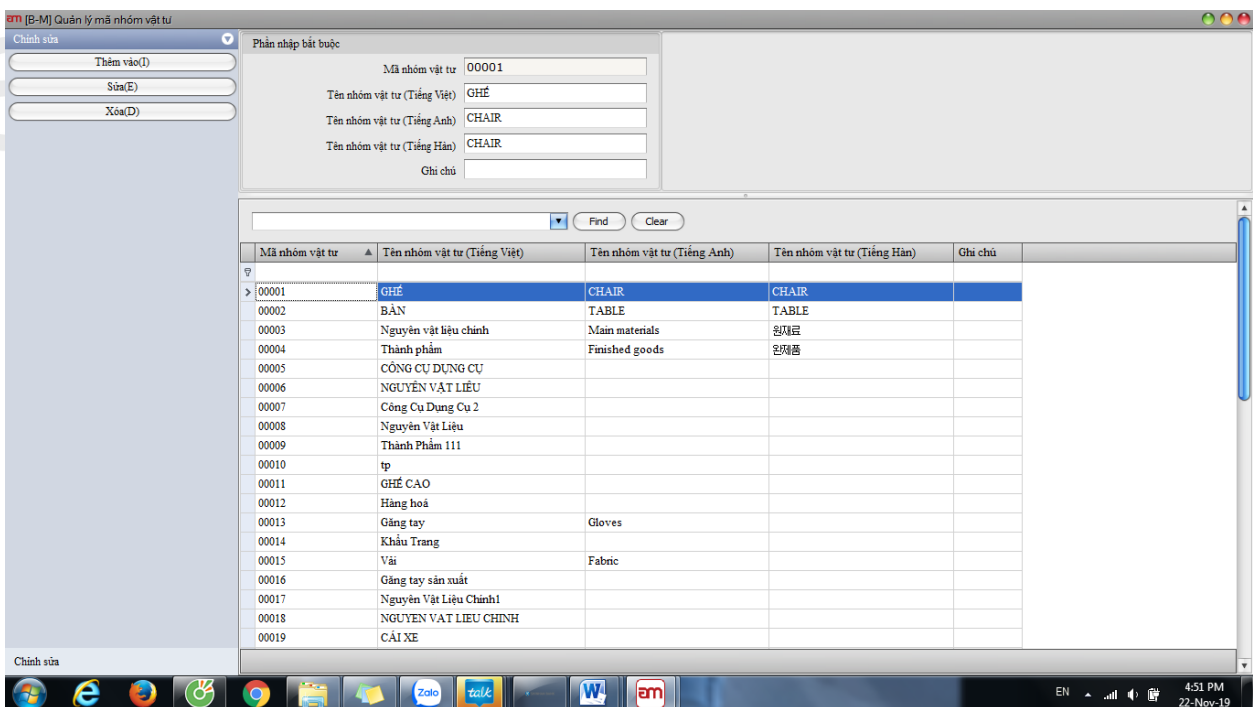 am [B-M] Quản lý mã nhóm vật tư
Chỉnh sửa
Thêm vào(I)
Sửa(E)
Xóa(D)
Phần nhập bắt buộc
Mã nhóm vật tư 00001
Tên nhóm vật tư (Tiếng Việt) GHẾ
Tên nhóm vật tư (Tiếng Anh) CHAIR
Tên nhóm vật tư (Tiếng Hàn) CHAIR
Ghi chú
Find Clear
Mã nhóm vật tư Tên nhóm vật tư (Tiếng Việt) Tên nhóm vật tư (Tiếng Anh) Tên nhóm vật tư (Tiếng Hàn) Ghi chú
00001 GHẾ CHAIR CHAIR
00002 BÀN TABLE TABLE
00003 Nguyên vật liệu chính Main materials 원재료
00004 Thành phẩm Finished goods 완제품
00005 CÔNG CỤ DỤNG CỤ
00006 NGUYÊN VẬT LIỆU
00007 Công Cụ Dụng Cụ 2
00008 Nguyên Vật Liệu
00009 Thành Phẩm 111
00010 tp
00011 GHẾ CAO
00012 Hàng hoá
00013 Găng tay Gloves
00014 Khẩu Trang
00015 Vải Fabric
00016 Găng tay sản xuất
00017 Nguyên Vật Liệu Chính1
00018 NGUYEN VAT LIEU CHINH
00019 CÁI XE
Chỉnh sửa
Zalo talk W am EN 4:51 PM
22-Nov-19